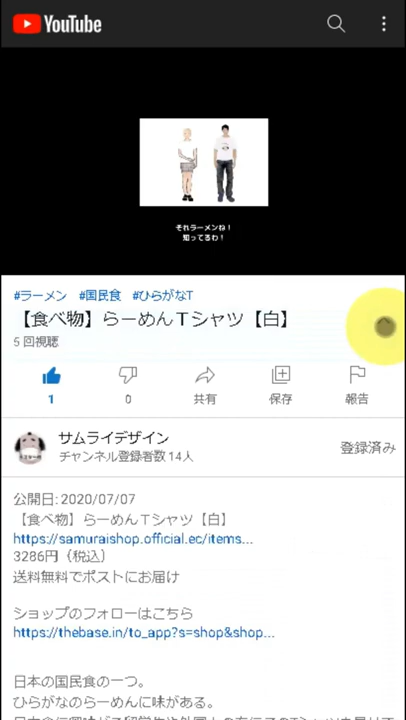 YouTube
それラーメンね！
知ってるわ！
#ラーメン #国民食 #ひらがなT
【食べ物】らーめんＴシャツ【白】
5 回視聴
1
0
共有
保存
報告
サムライデザイン
チャンネル登録者数 14人
登録済み
公開日: 2020/07/07
【食べ物】らーめんＴシャツ【白】
https://samuraishop.official.ec/items...
3286円（税込）
送料無料でポストにお届け
ショップのフォローはこちら
https://thebase.in/to_app?s=shop&shop...
日本の国民食の一つ。
ひらがなのらーめんに味がある。